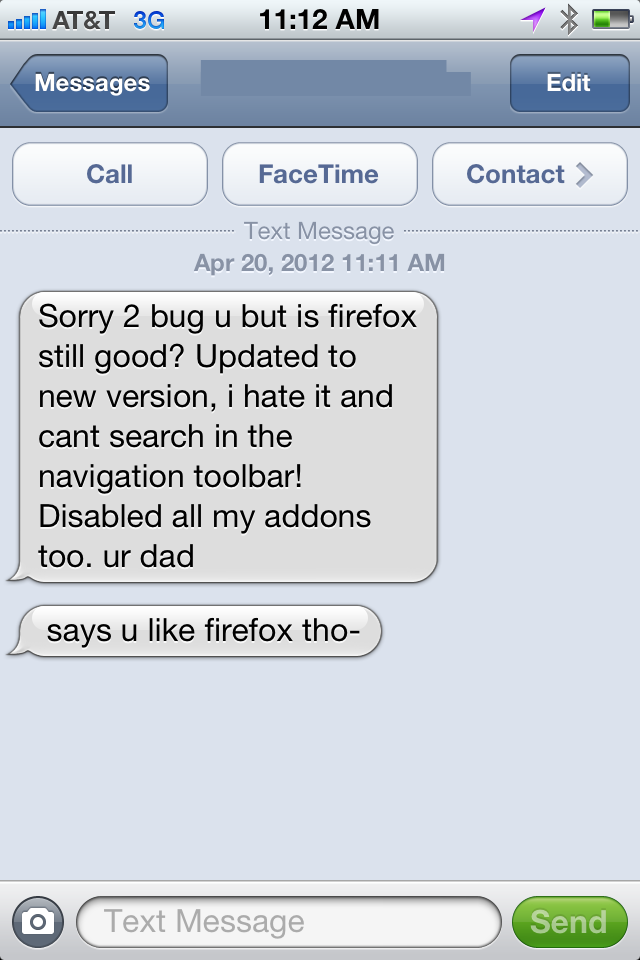 AT&T 3G 11:12 AM
Messages Edit
Call FaceTime Contact
Text Message
Apr 20, 2012 11:11 AM
Sorry 2 bug u but is firefox
still good? Updated to
new version, i hate it and
cant search in the
navigation toolbar!
Disabled all my addons
too. ur dad
says u like firefox tho-
Text Message Send